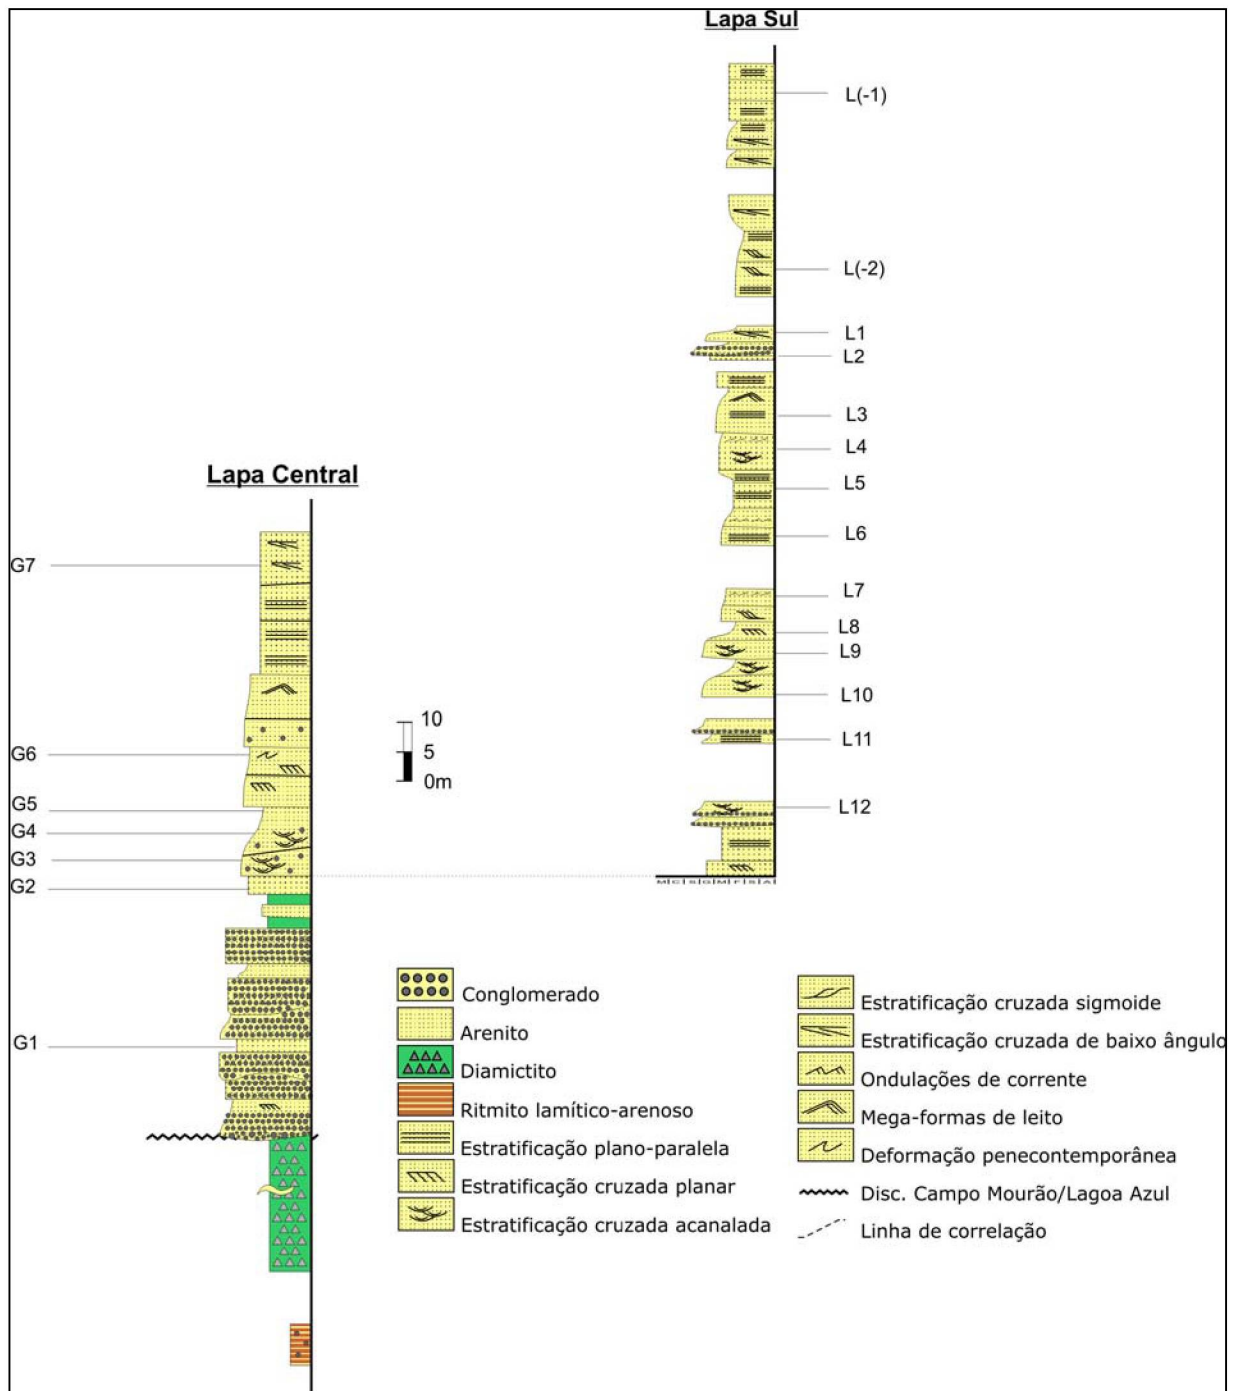 Lapa Sul
L(-1)
L(-2)
L1
L2
L3
L4
L5
L6
L7
L8
L9
L10
L11
L12
M C S G M F S A
Lapa Central
G7
G6
G5
G4
G3
G2
G1
10
5
0m
Conglomerado
Arenito
Diamictito
Ritmito lamítico-arenoso
Estratificação plano-paralela
Estratificação cruzada planar
Estratificação cruzada acanalada
Estratificação cruzada sigmoide
Estratificação cruzada de baixo ângulo
Ondulações de corrente
Mega-formas de leito
Deformação penecontemporânea
Disc. Campo Mourão/Lagoa Azul
Linha de correlação